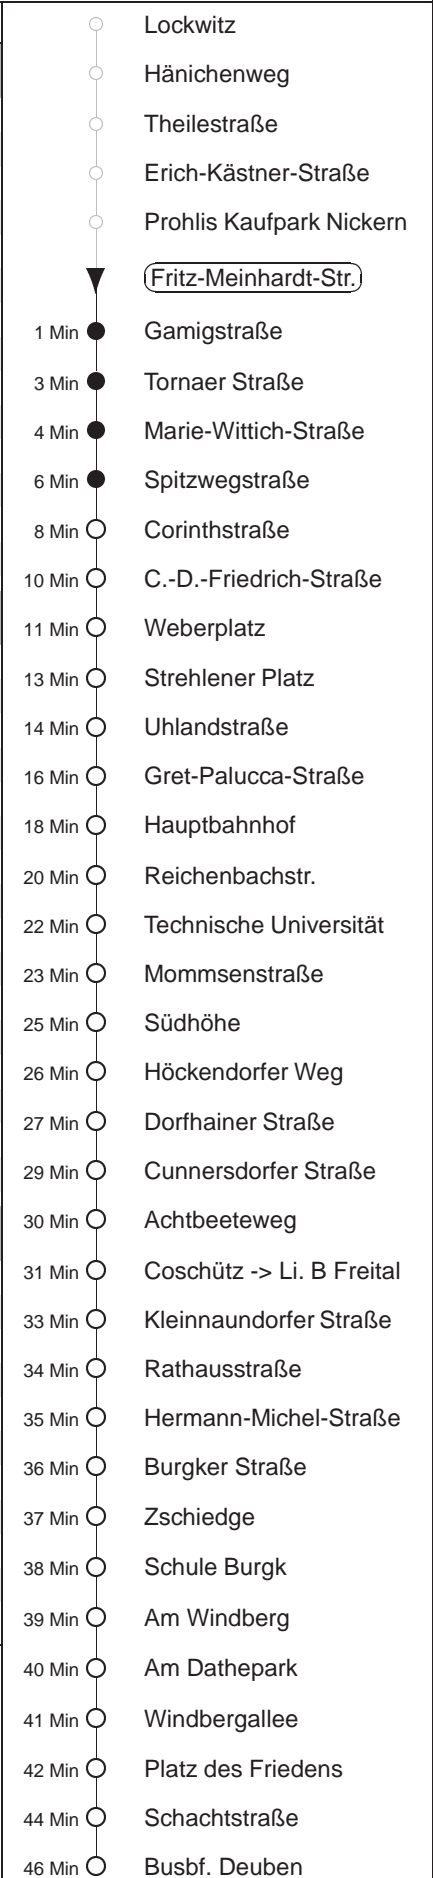 Lockwitz
Hänichenweg
Theilestraße
Erich-Kästner-Straße
Prohlis Kaufpark Nickern
Fritz-Meinhardt-Str.
1 Min Gamigstraße
3 Min Tornaer Straße
4 Min Marie-Wittich-Straße
6 Min Spitzwegstraße
8 Min Corinthstraße
10 Min C.-D.-Friedrich-Straße
11 Min Weberplatz
13 Min Strehlener Platz
14 Min Uhlandstraße
16 Min Gret-Palucca-Straße
18 Min Hauptbahnhof
20 Min Reichenbachstr.
22 Min Technische Universität
23 Min Mommsenstraße
25 Min Südhöhe
26 Min Höckendorfer Weg
27 Min Dorfhainer Straße
29 Min Cunnersdorfer Straße
30 Min Achtbeeteweg
31 Min Coschütz -> Li. B Freital
33 Min Kleinnaundorfer Straße
34 Min Rathausstraße
35 Min Hermann-Michel-Straße
36 Min Burgker Straße
37 Min Zschiedge
38 Min Schule Burgk
39 Min Am Windberg
40 Min Am Dathepark
41 Min Windbergallee
42 Min Platz des Friedens
44 Min Schachtstraße
46 Min Busbf. Deuben